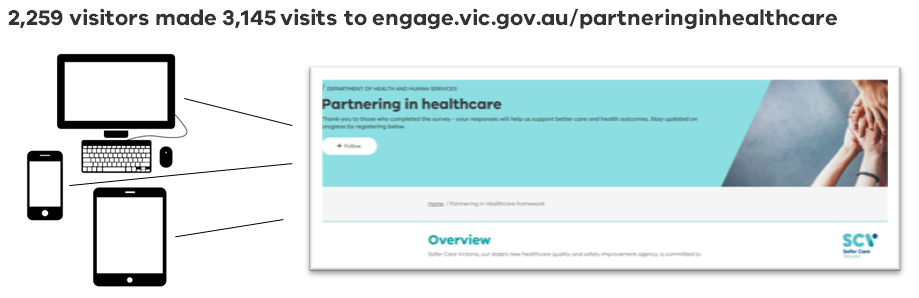 2,259 visitors made 3,145 visits to engage.vic.gov.au/partneringinhealthcare
/ DEPARTMENT OF HEALTH AND HUMAN SERVICES
Partnering in healthcare
Thank-you to those who completed the survey - your responses will help us support better care and health outcomes. Stay updated on
progress by registering below.
+ Follow
Home / Partnering in Healthcare Framework
Overview
SCV
Safer Care
Victoria
Safer Care Victoria, our state's new healthcare quality and safety improvement agency, is committed to